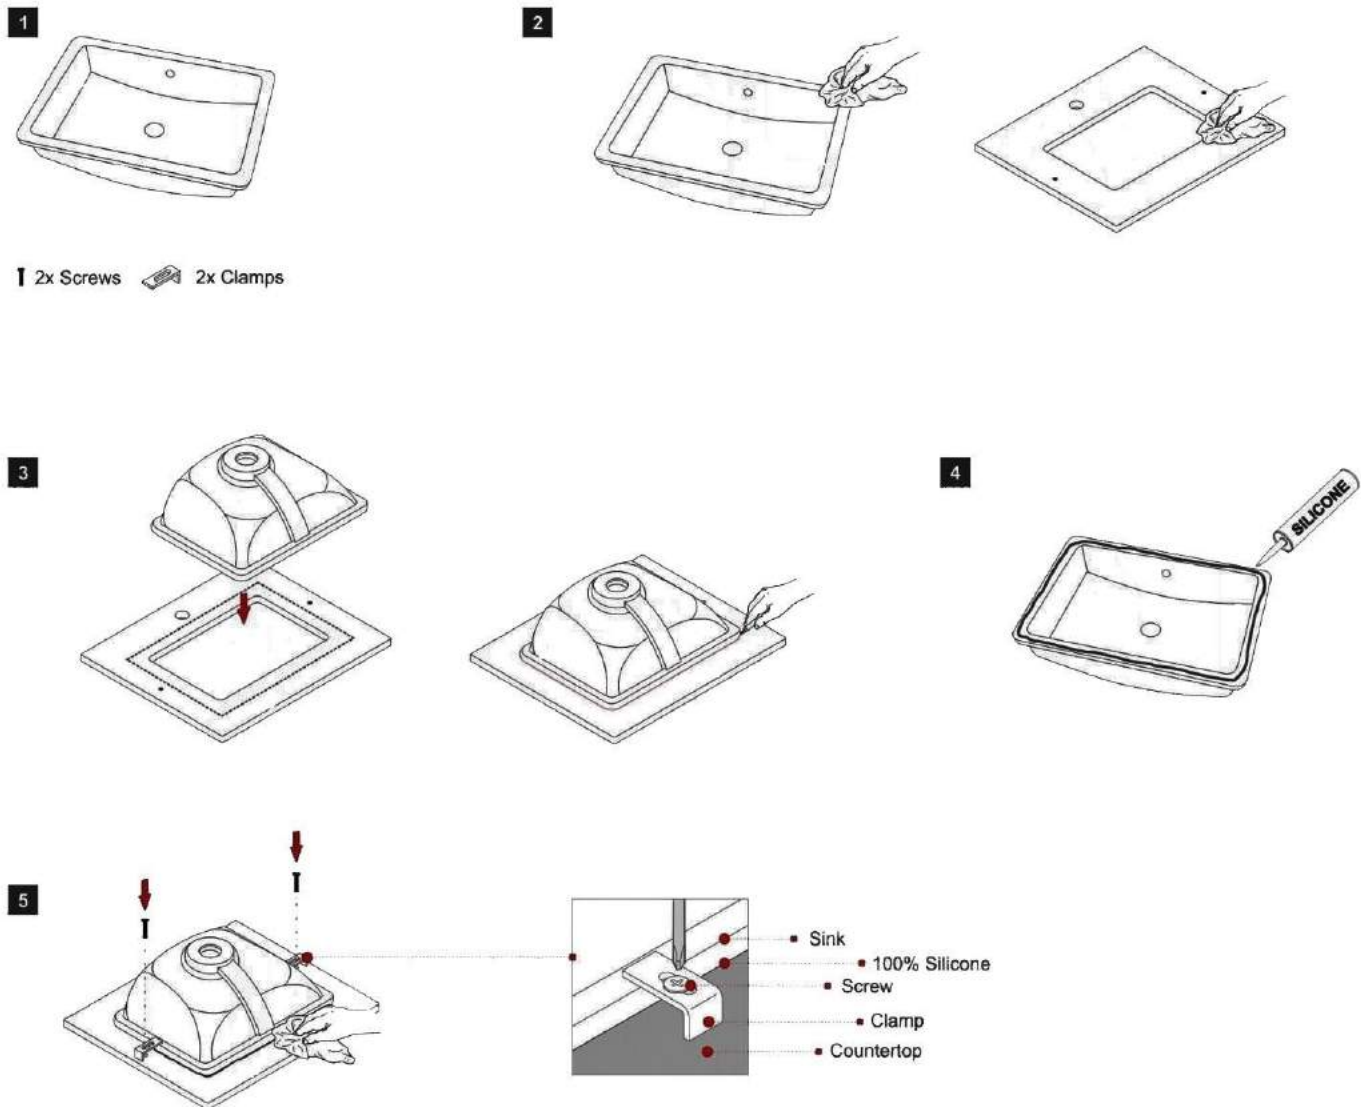 1
2
2x Screws 2x Clamps
3
4
SILICONE
5
Sink
100% Silicone
Screw
Clamp
Countertop